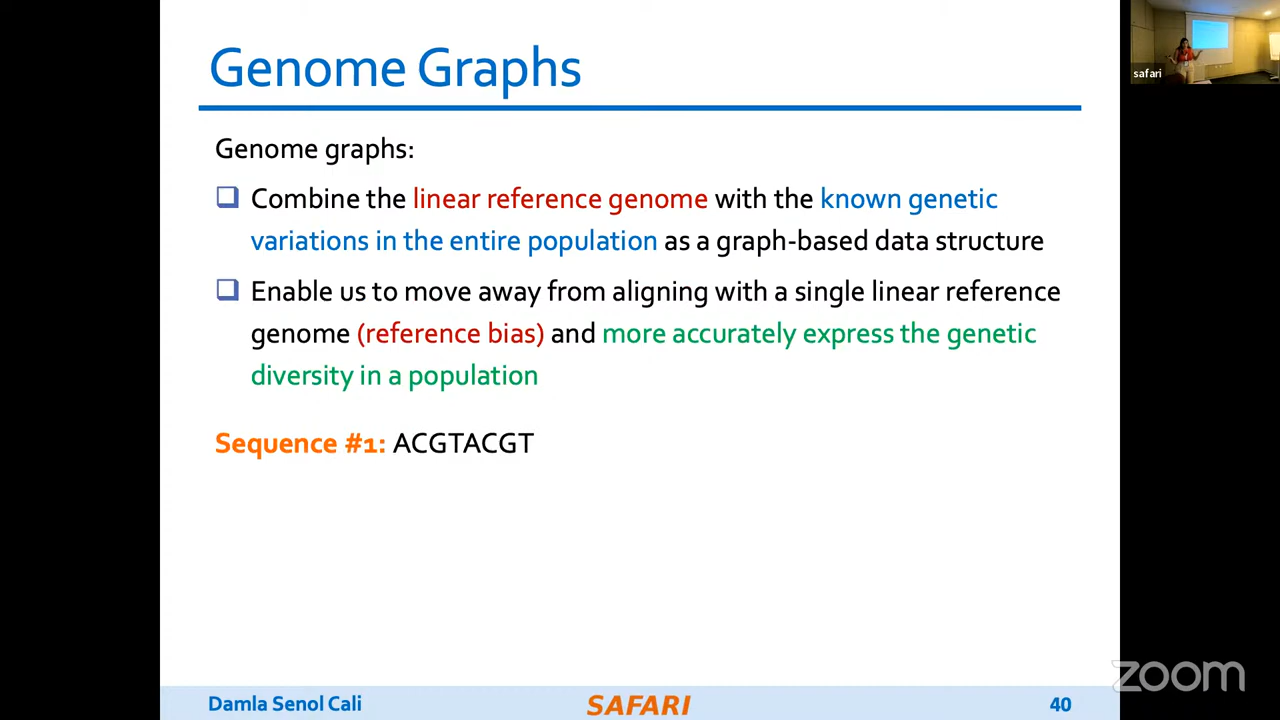 Genome Graphs
safari
Genome graphs:
Combine the linear reference genome with the known genetic
variations in the entire population as a graph-based data structure
Enable us to move away from aligning with a single linear reference
genome (reference bias) and more accurately express the genetic
diversity in a population
Sequence #1: ACGTACGT
zoom
Damla Senol Cali
SAFARI
40